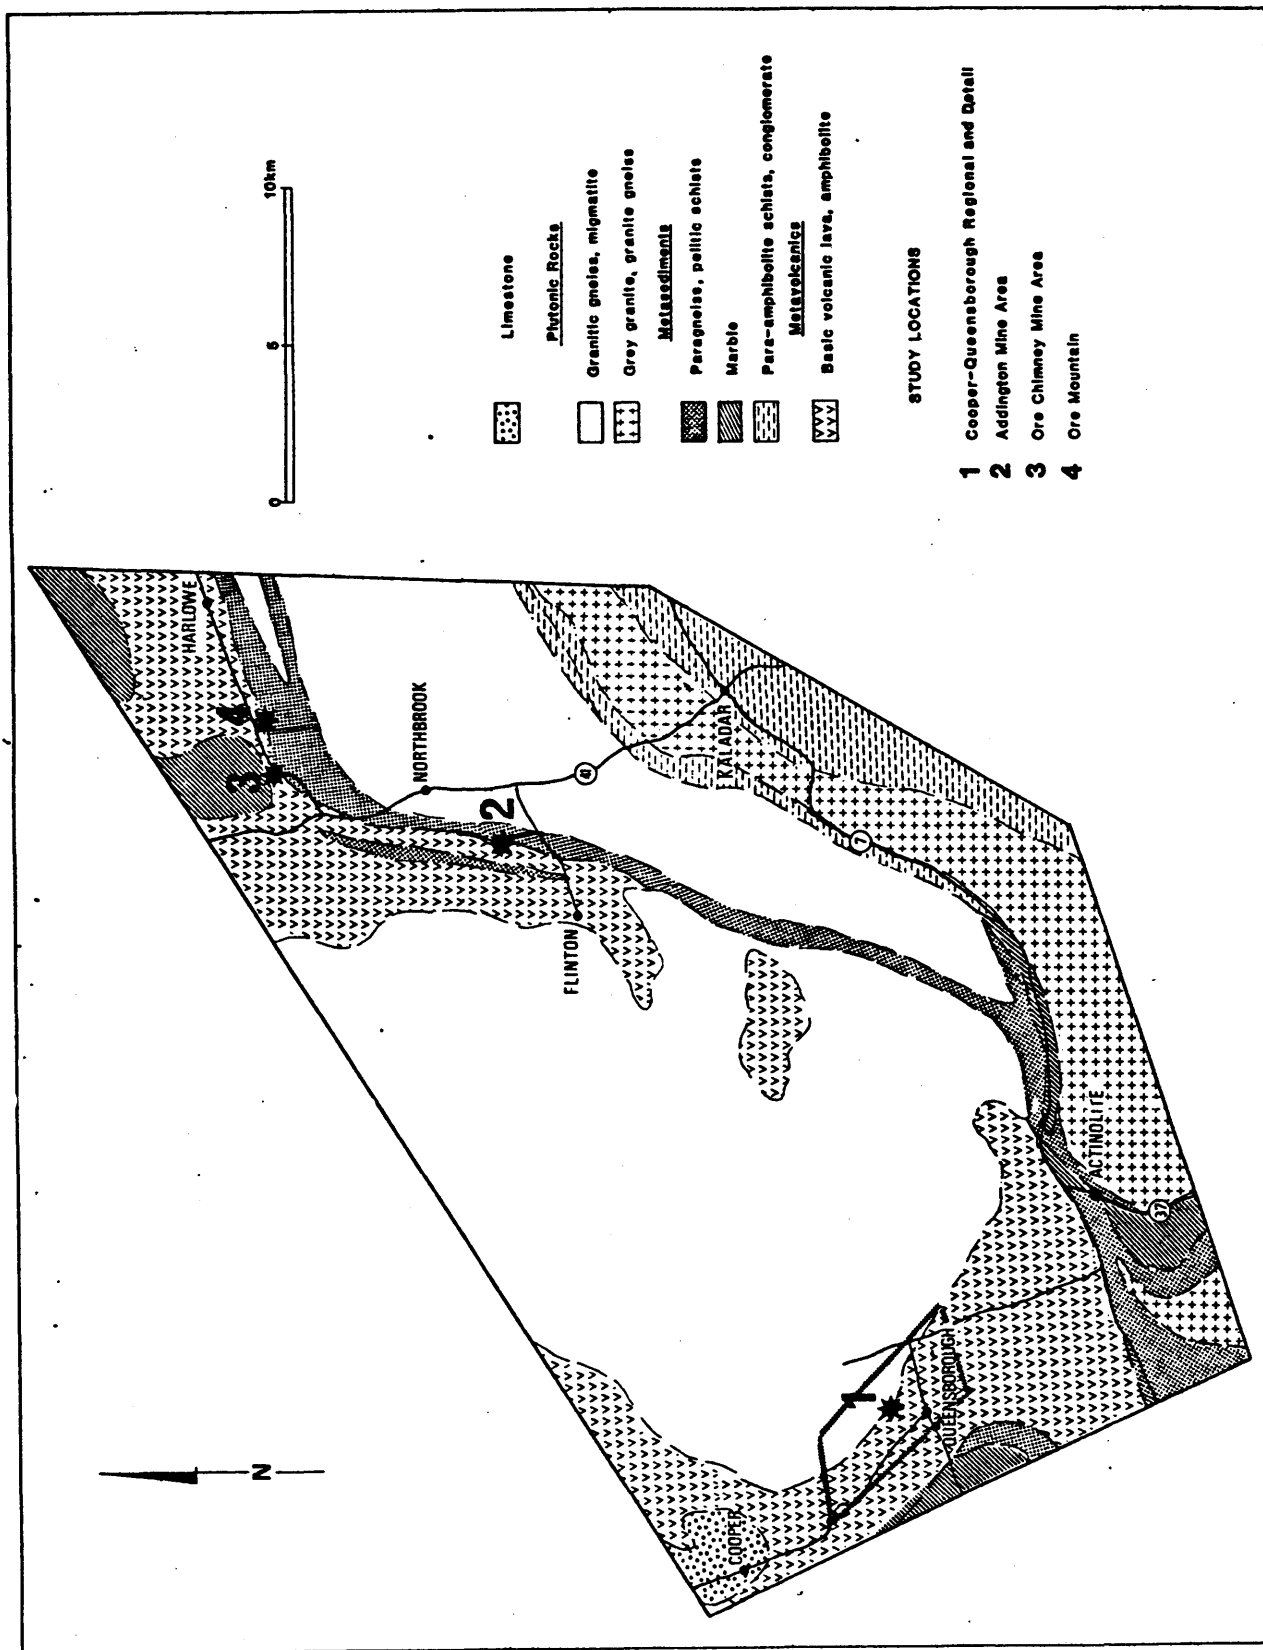 HARLOWE
4
3
NORTHBROOK
2
41
FLINTON
KALADAR
7
ACTINOLITE
37
1
QUEENSBOROUGH
COOPER
N
0 5 10km
Limestone
Plutonic Rocks
Granitic gneiss, migmatite
Grey granite, granite gneiss
Metasediments
Paragneiss, pelitic schists
Marble
Para-amphibolite schists, conglomerate
Metavolcanics
Basic volcanic lava, amphibolite
STUDY LOCATIONS
1 Cooper-Queensborough Regional and Detail
2 Addington Mine Area
3 Ore Chimney Mine Area
4 Ore Mountain